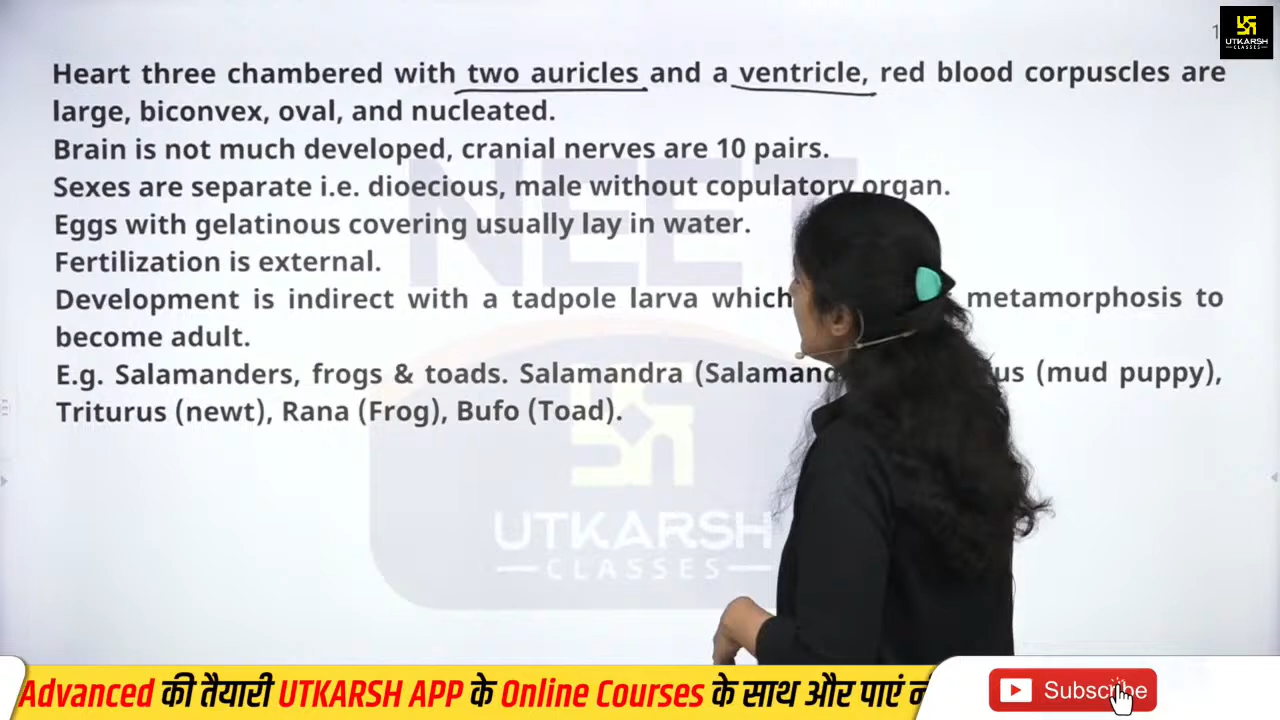 1
UTKARSH
CLASSES
Heart three chambered with two auricles and a ventricle, red blood corpuscles are
large, biconvex, oval, and nucleated.
Brain is not much developed, cranial nerves are 10 pairs.
Sexes are separate i.e. dioecious, male without copulatory organ.
Eggs with gelatinous covering usually lay in water.
Fertilization is external.
Development is indirect with a tadpole larva which metamorphosis to
become adult.
E.g. Salamanders, frogs & toads. Salamandra (mud puppy),
Triturus (newt), Rana (Frog), Bufo (Toad).
NEET
UTKARSH
CLASSES
Advanced की तैयारी UTKARSH APP के Online Courses के साथ और पाएं
Subscribe